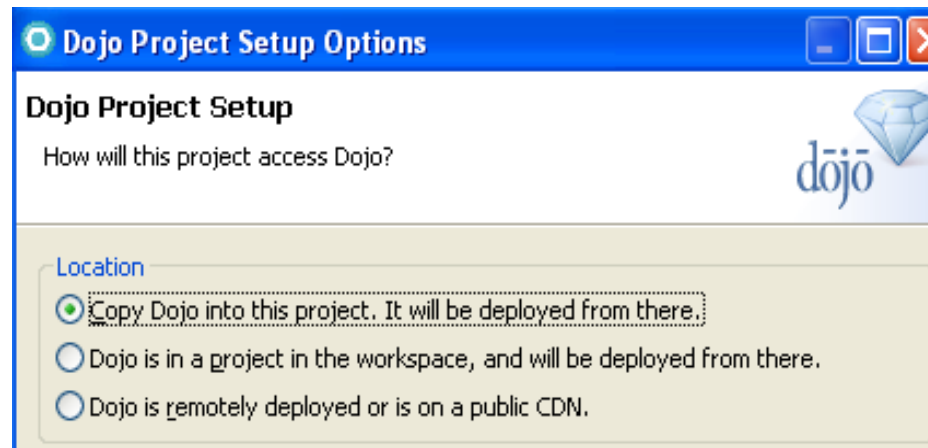 Dojo Project Setup Options
Dojo Project Setup
How will this project access Dojo?
dōjō
Location
Copy Dojo into this project. It will be deployed from there.
Dojo is in a project in the workspace, and will be deployed from there.
Dojo is remotely deployed or is on a public CDN.